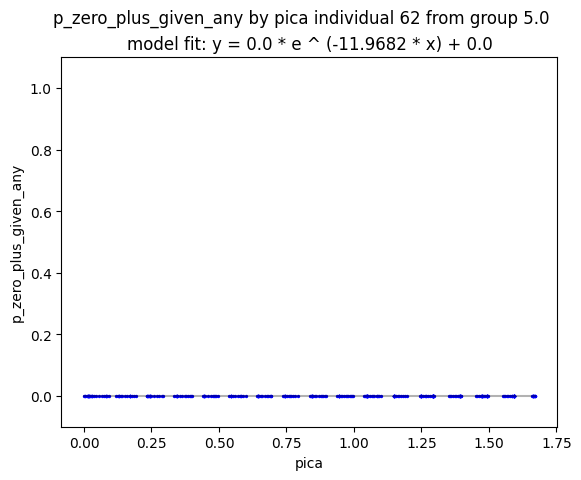 p_zero_plus_given_any by pica individual 62 from group 5.0
model fit: y = 0.0 * e ^ (-11.9682 * x) + 0.0
1.0
0.8
0.6
0.4
0.2
0.0
p_zero_plus_given_any
0.00 0.25 0.50 0.75 1.00 1.25 1.50 1.75
pica